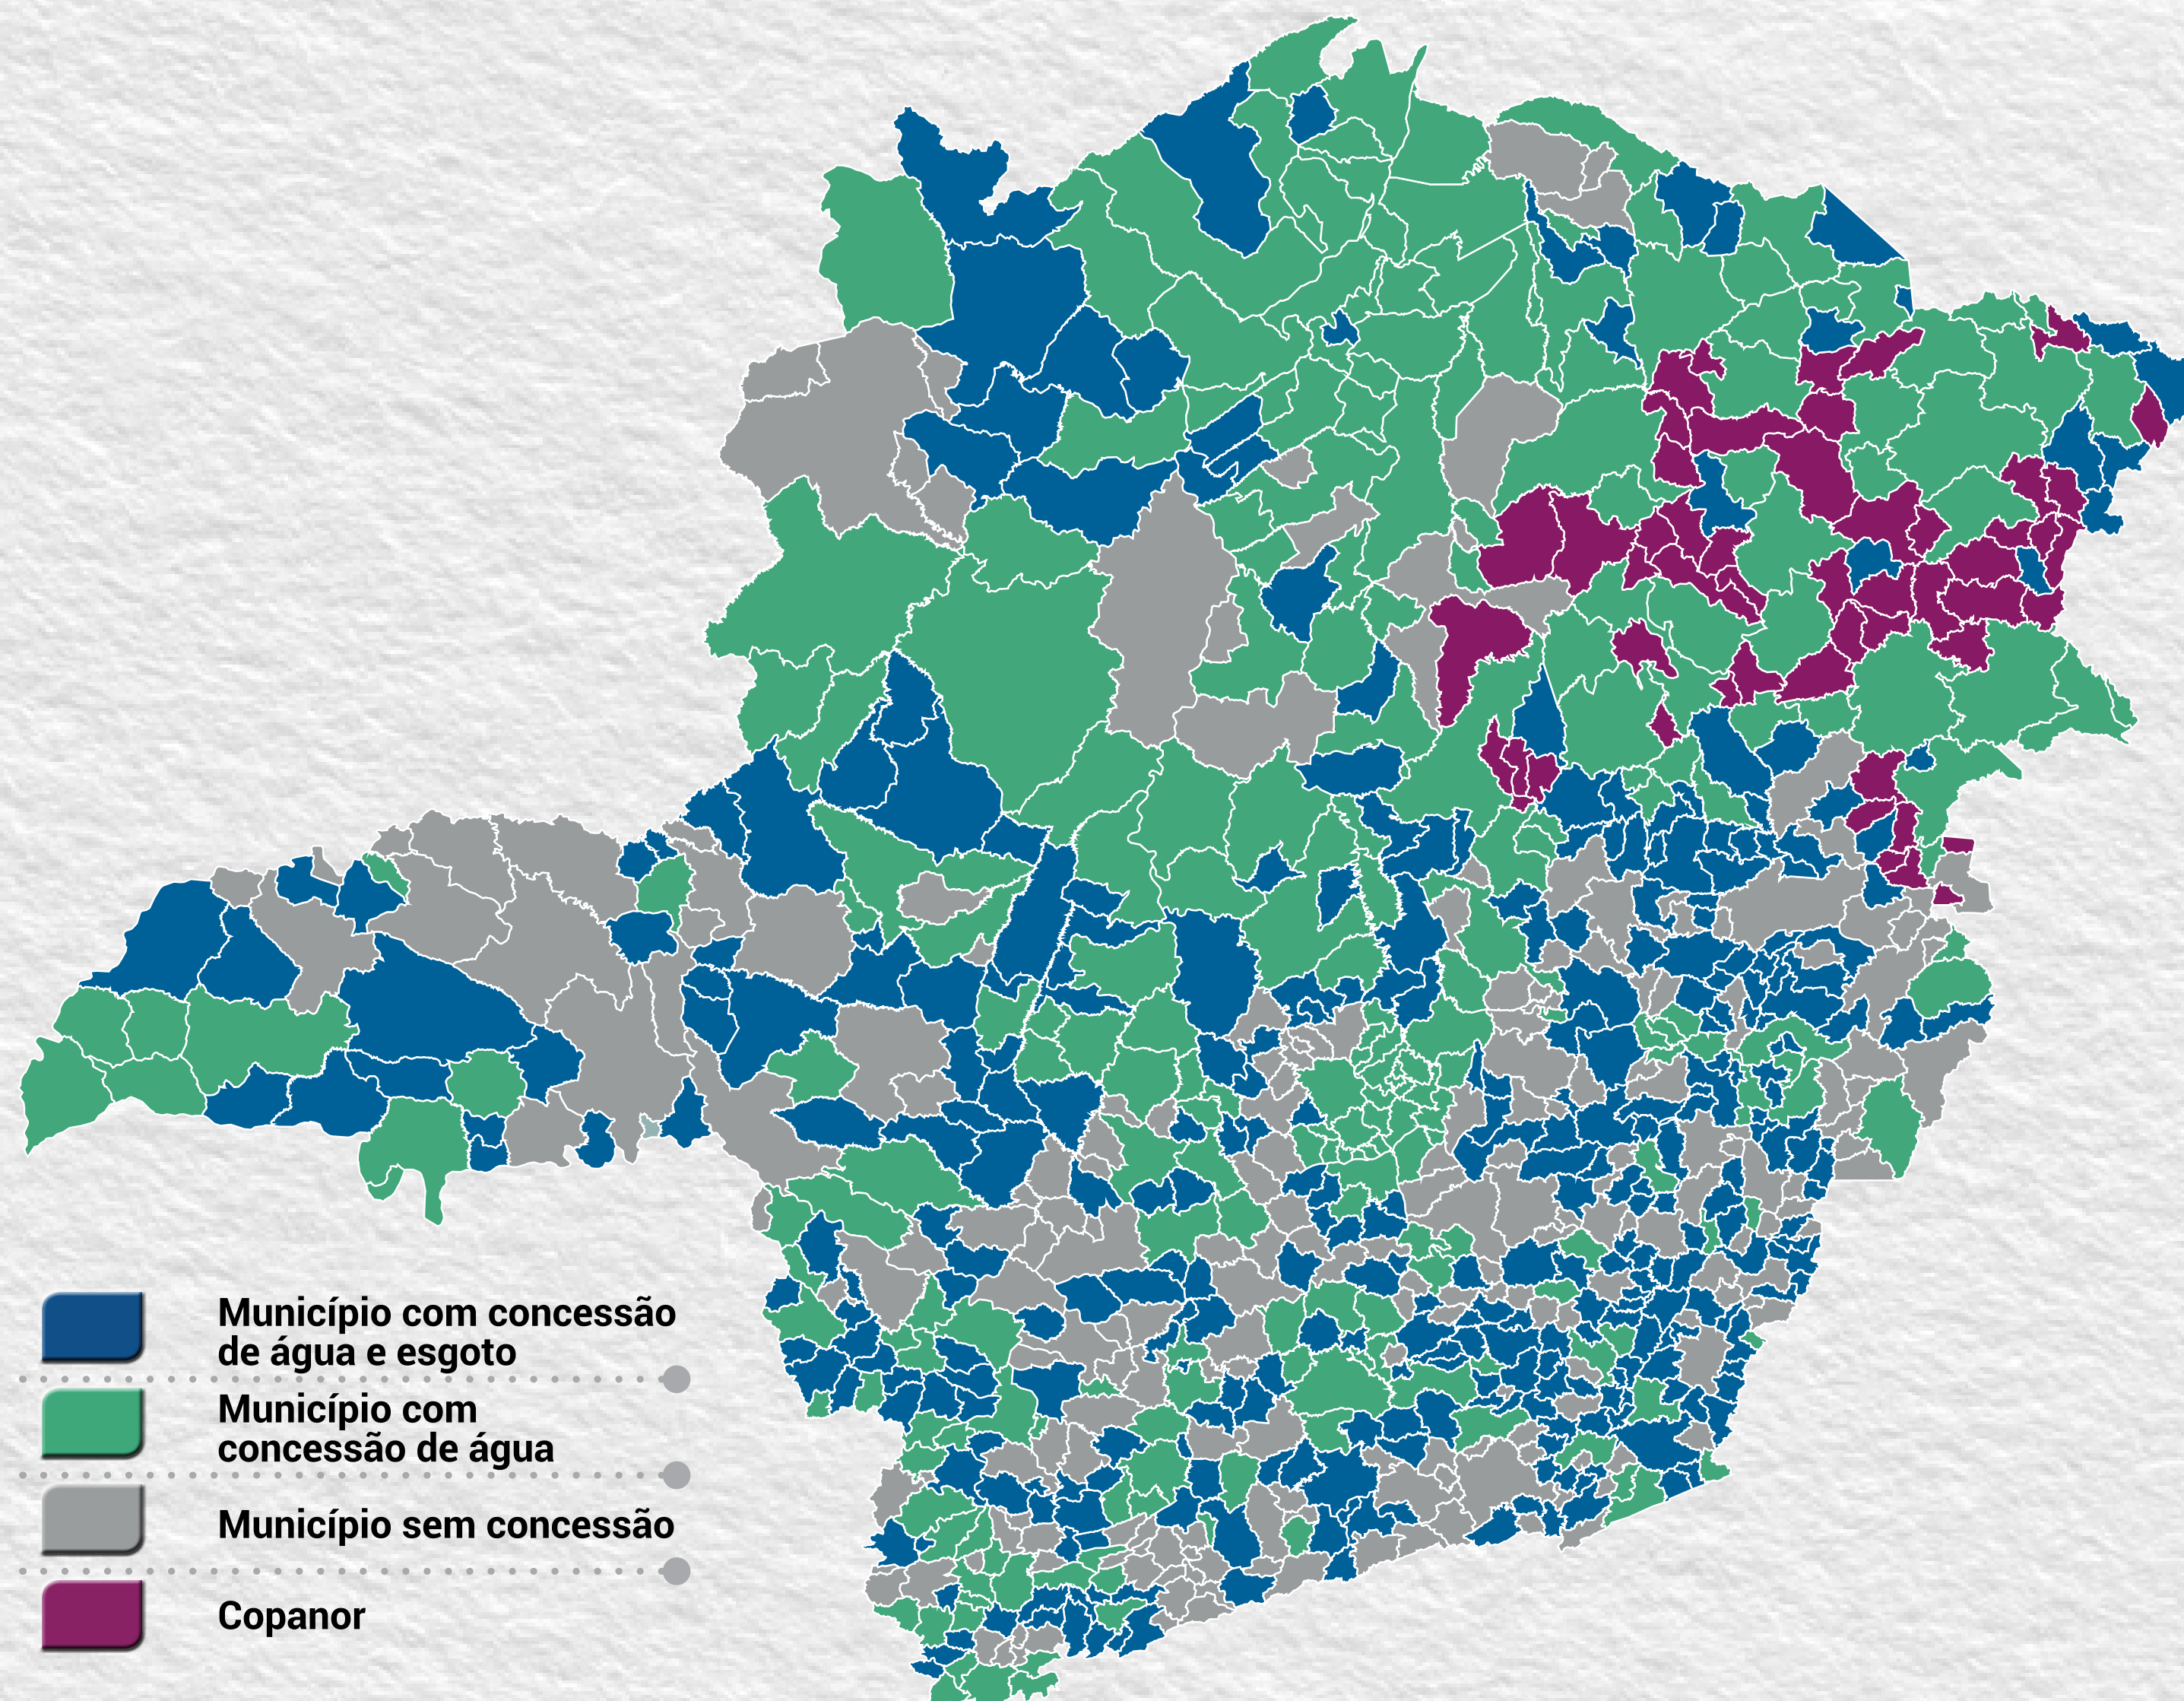 Município com concessão
de água e esgoto
Município com
concessão de água
Município sem concessão
Copanor